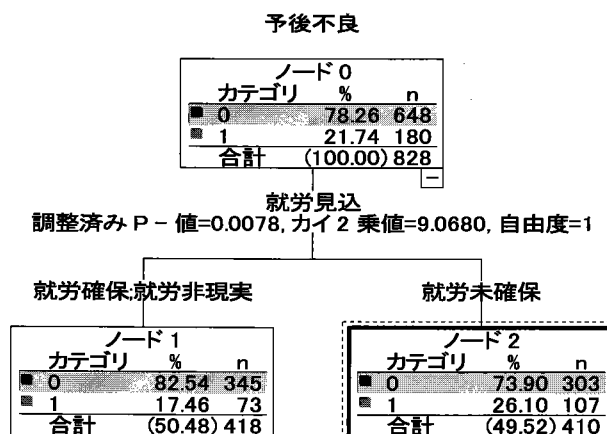 予後不良
ノード 0
カテゴリ % n
0 78.26 648
1 21.74 180
合計 (100.00) 828
就労見込
調整済み P - 値=0.0078, カイ 2 乗値=9.0680, 自由度=1
就労確保;就労非現実
就労未確保
ノード 1
カテゴリ % n
0 82.54 345
1 17.46 73
合計 (50.48) 418
ノード 2
カテゴリ % n
0 73.90 303
1 26.10 107
合計 (49.52) 410